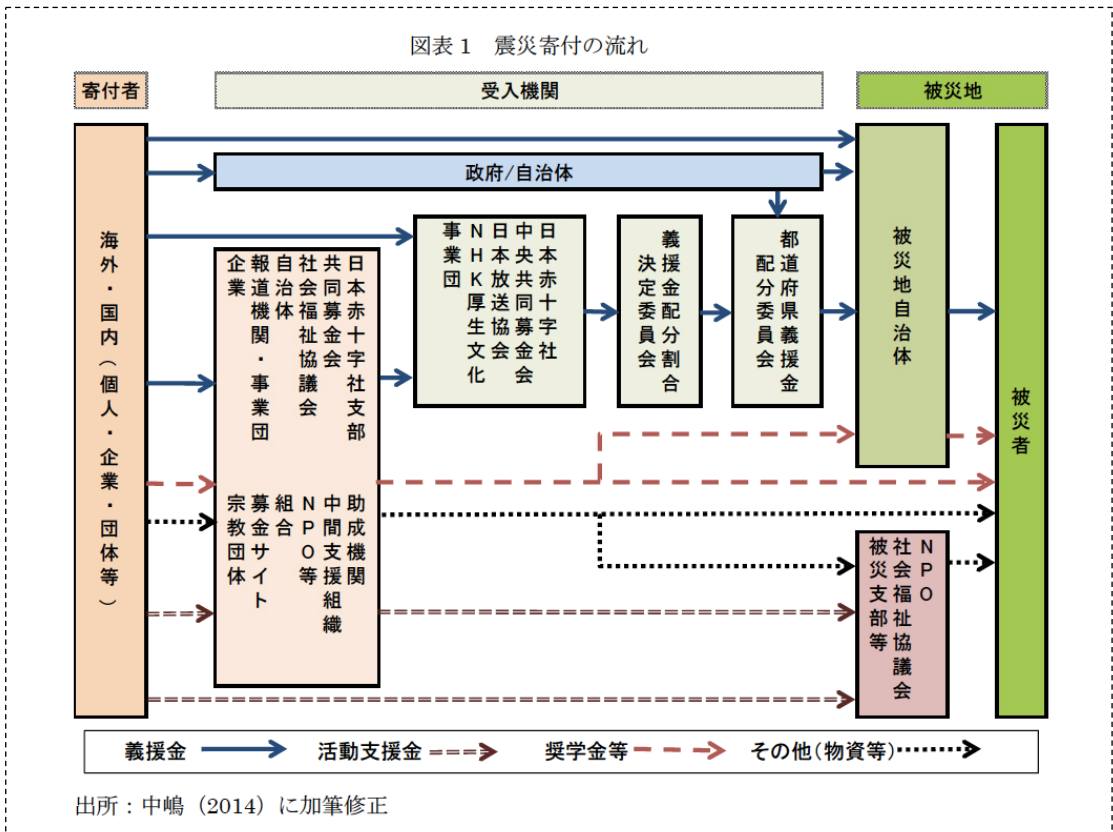 図表1 震災寄付の流れ
寄付者
受入機関
被災地
海外・国内(個人・企業・団体等)
政府/自治体
日本赤十字社支部
共同募金会
社会福祉協議会
自治体
報道機関・事業団
企業
助成機関
中間支援組織
NPO等
組合
募金サイト
宗教団体
日本赤十字社
中央共同募金会
日本放送協会
NHK厚生文化
事業団
義援金配分割合
決定委員会
都道府県義援金
配分委員会
被災地自治体
NPO
社会福祉協議会
被災支部等
被災者
義援金
活動支援金
奨学金等
その他(物資等)
出所:中嶋(2014)に加筆修正